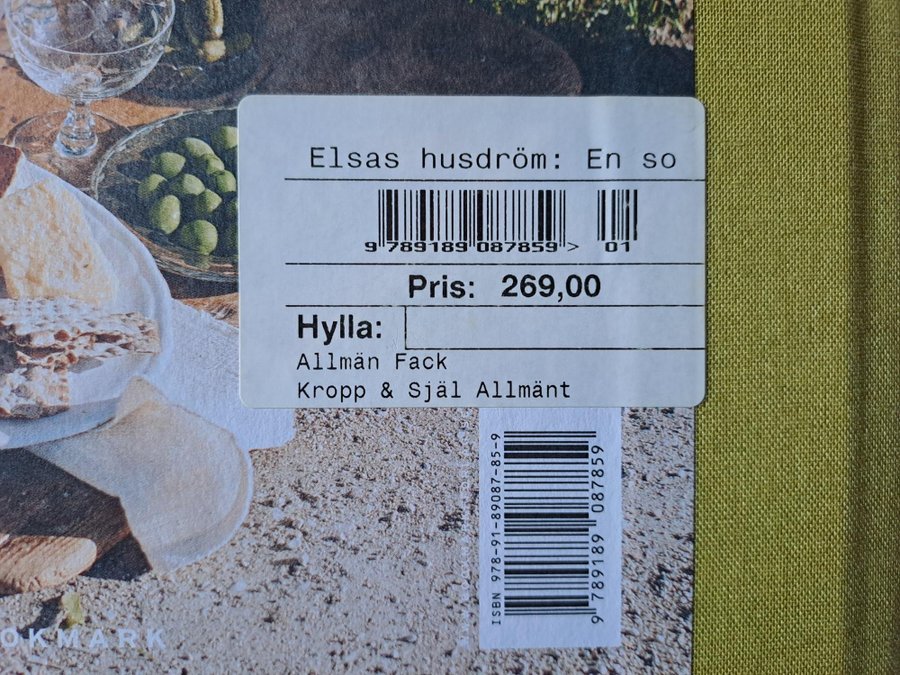 Elsas husdröm: En so
9 789189 087859 > 01
Pris: 269,00
Hylla:
Allmän Fack
Kropp & Själ Allmänt
ISBN 978-91-89087-85-9
9 789189 087859
OKMARK